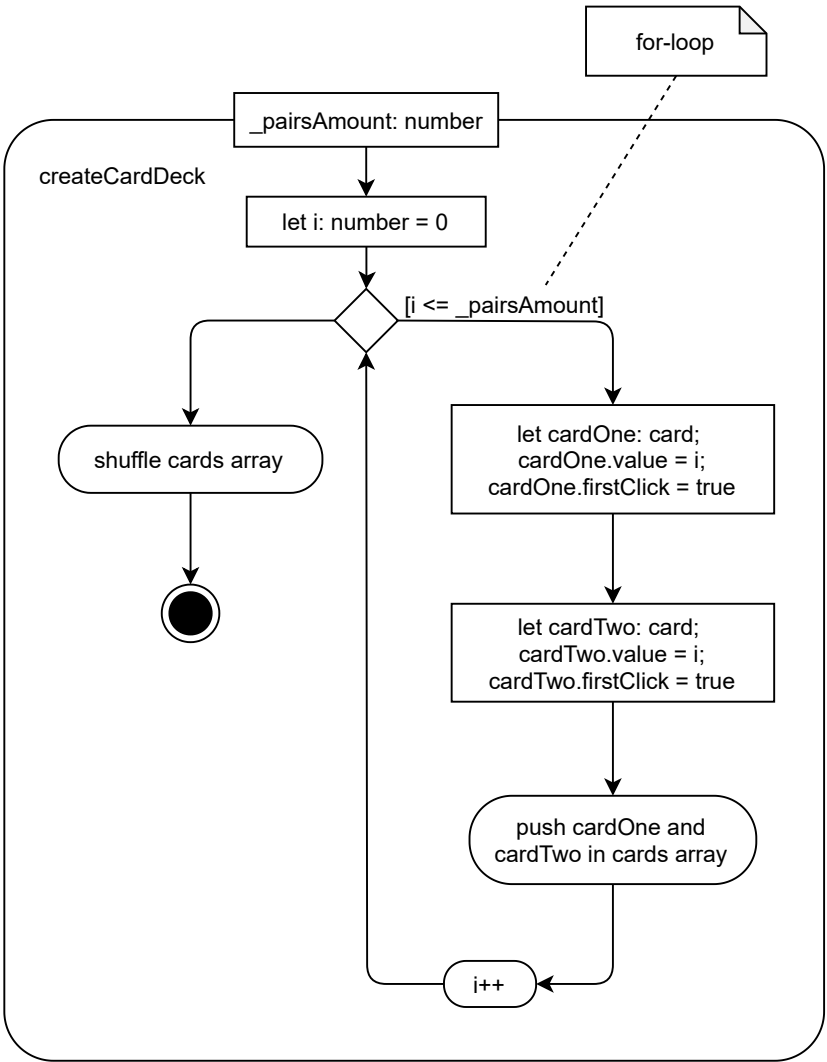 for-loop
_pairsAmount: number
createCardDeck
let i: number = 0
[i <= _pairsAmount]
let cardOne: card;
cardOne.value = i;
cardOne.firstClick = true
shuffle cards array
let cardTwo: card;
cardTwo.value = i;
cardTwo.firstClick = true
push cardOne and
cardTwo in cards array
i++